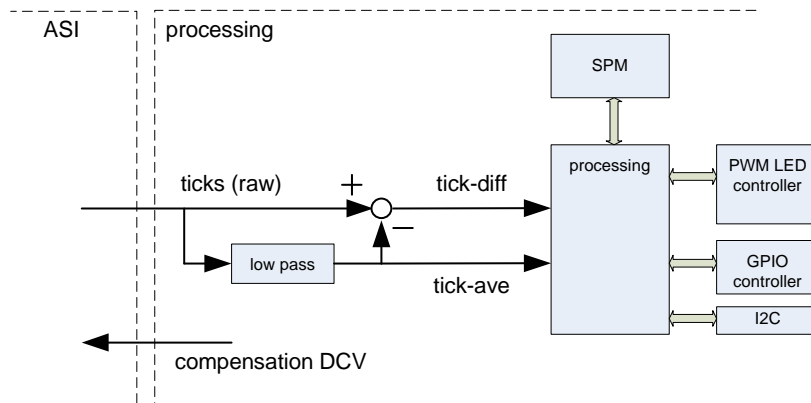 ASI
processing
SPM
processing
PWM LED
controller
ticks (raw)
+
tick-diff
−
low pass
tick-ave
GPIO
controller
I2C
compensation DCV